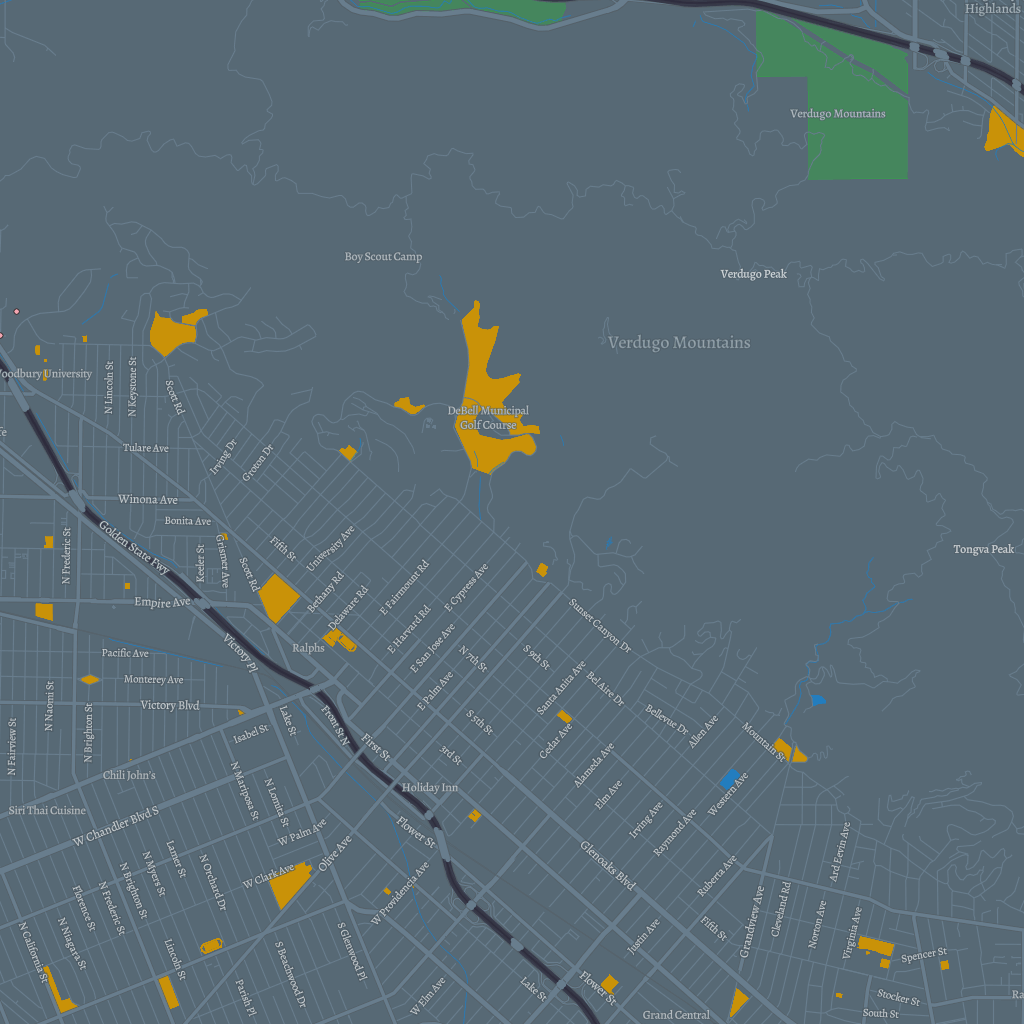 Highlands
Verdugo Mountains
Boy Scout Camp
Verdugo Peak
Verdugo Mountains
Woodbury University
N Lincoln St
N Keystone St
Scott Rd
DeBell Municipal
Golf Course
Tulare Ave
Irving Dr
Groton Dr
Winona Ave
Bonita Ave
Golden State Fwy
N Frederic St
Keeler St
Grismer Ave
Scott Rd
Fifth St
University Ave
Tongva Peak
Bethany Rd
Delaware Rd
E Fairmount Rd
E Cypress Ave
Empire Ave
E Harvard Rd
E San Jose Ave
Sunset Canyon Dr
Victory Pl
Ralphs
Pacific Ave
Monterey Ave
N 7th St
S 9th St
E Palm Ave
Santa Anita Ave
Bel Aire Dr
Victory Blvd
N Naomi St
N Brighton St
N Fairview St
Lake St
Isabel St
Front St N
First St
S 5th St
3rd St
Cedar Ave
Bellevue Dr
Allen Ave
Mountain St
Alameda Ave
Elm Ave
Western Ave
Chili John's
Siri Thai Cuisine
N Mariposa St
N Lomita St
Holiday Inn
W Chandler Blvd S
W Palm Ave
Olive Ave
Flower St
Irving Ave
Raymond Ave
Glenoaks Blvd
Ruberta Ave
Ard Eevin Ave
Larner St
N Myers St
N Brighton St
N Frederic St
Florence St
N Orchard Dr
W Clark Ave
W Providencia Ave
Grandview Ave
Cleveland Rd
Norton Ave
Virginia Ave
Fifth St
Justin Ave
Spencer St
N California St
N Niagara St
Lincoln St
S Beachwood Dr
S Glenwood Pl
Parish Pl
W Elm Ave
Lake St
Flower St
Grand Central
Stocker St
South St